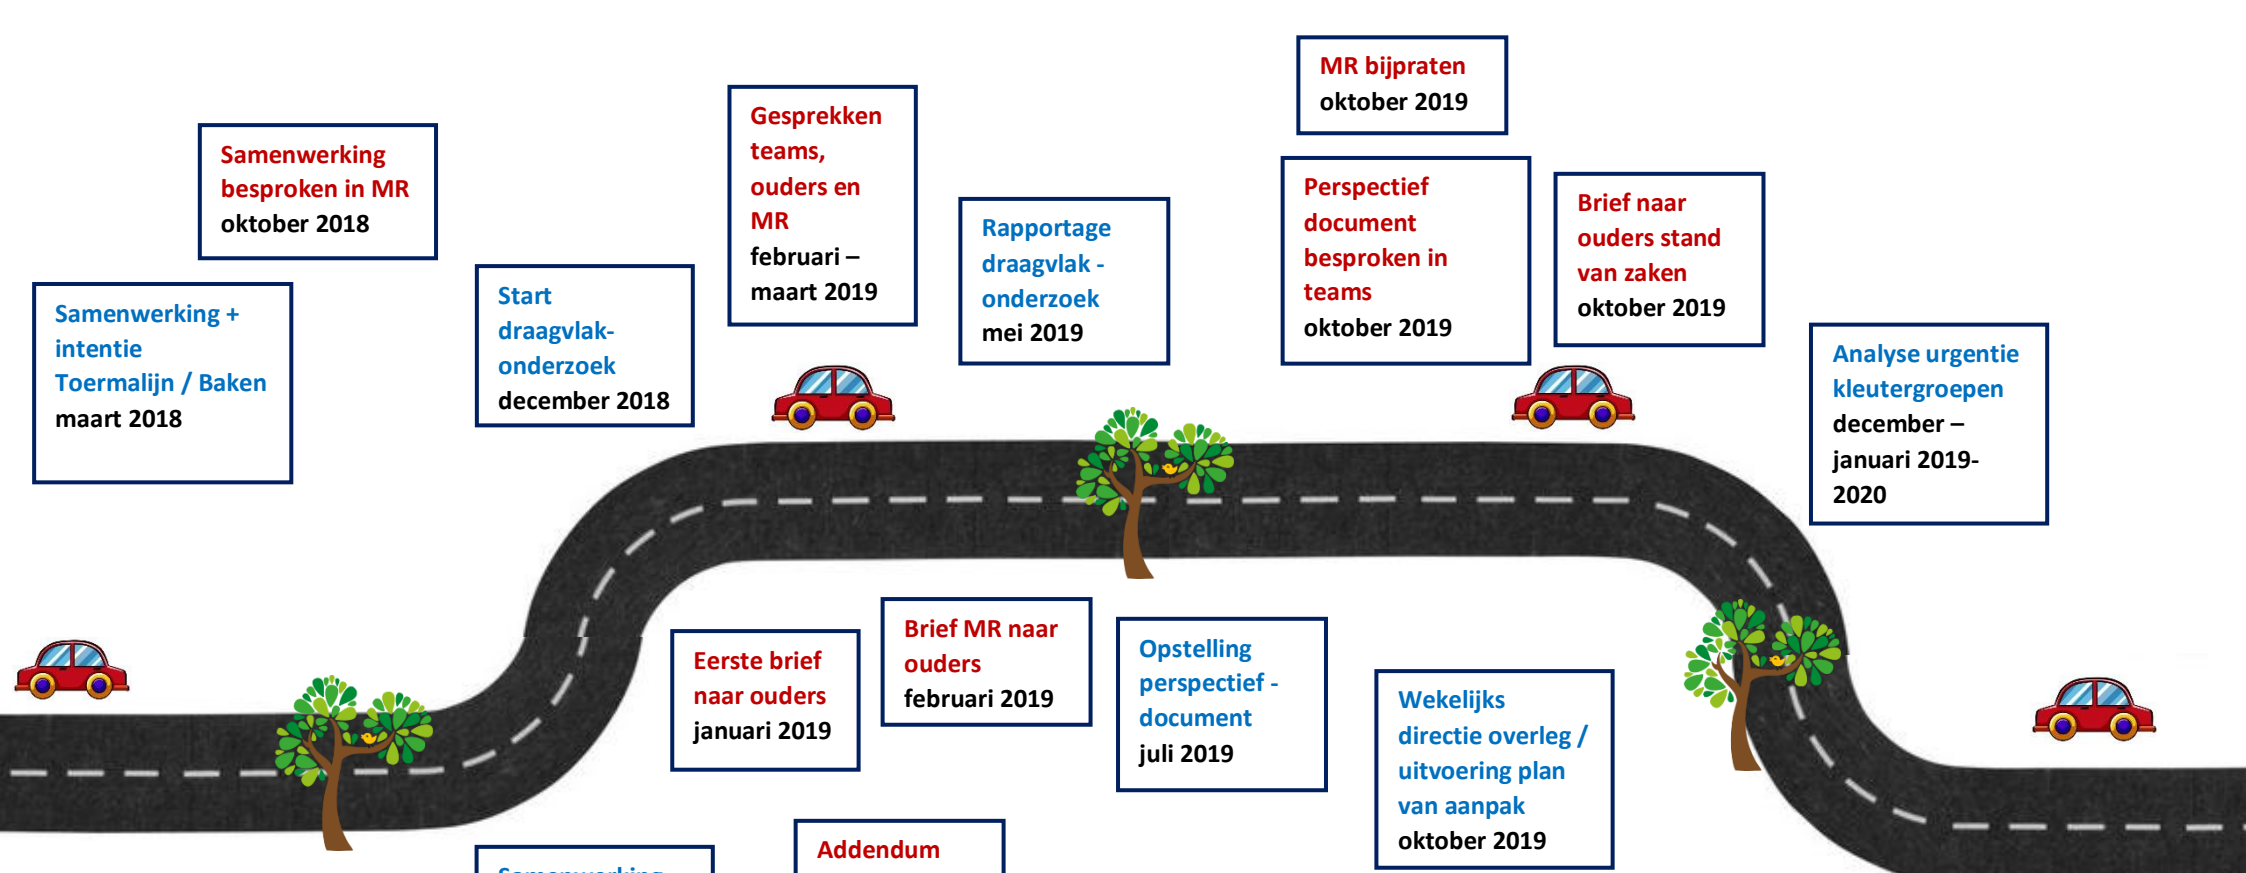 MR bijpraten
oktober 2019
Gesprekken
teams,
ouders en
MR
februari –
maart 2019
Samenwerking
besproken in MR
oktober 2018
Perspectief
document
besproken in
teams
oktober 2019
Brief naar
ouders stand
van zaken
oktober 2019
Rapportage
draagvlak -
onderzoek
mei 2019
Start
draagvlak-
onderzoek
december 2018
Samenwerking +
intentie
Toermalijn / Baken
maart 2018
Analyse urgentie
kleutergroepen
december –
januari 2019-
2020
Eerste brief
naar ouders
januari 2019
Brief MR naar
ouders
februari 2019
Opstelling
perspectief -
document
juli 2019
Wekelijks
directie overleg /
uitvoering plan
van aanpak
oktober 2019
Addendum
Samenwerking